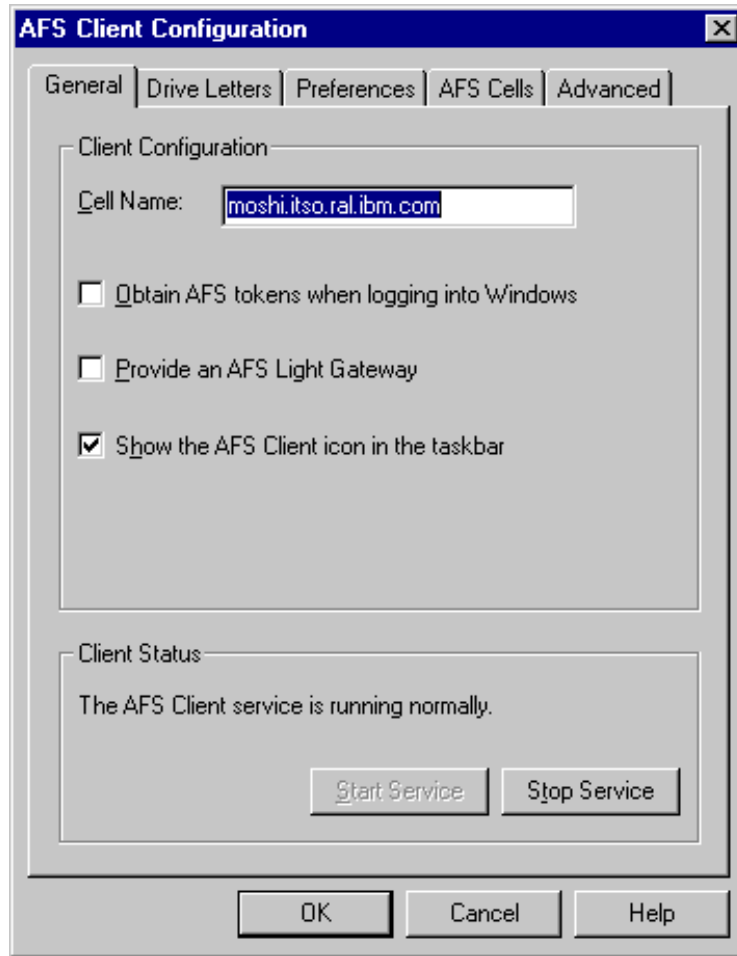 AFS Client Configuration
General Drive Letters Preferences AFS Cells Advanced
Client Configuration
Cell Name: moshi.itso.ral.ibm.com
Obtain AFS tokens when logging into Windows
Provide an AFS Light Gateway
Show the AFS Client icon in the taskbar
Client Status
The AFS Client service is running normally.
Start Service Stop Service
OK Cancel Help